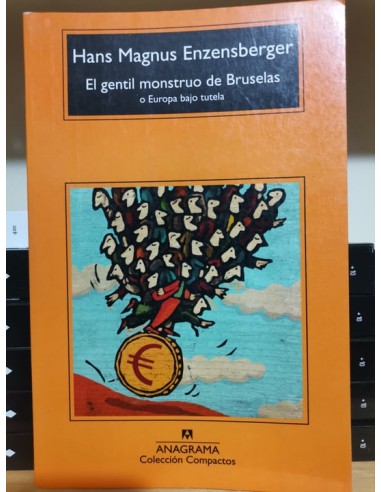 Hans Magnus Enzensberger
El gentil monstruo de Bruselas
o Europa bajo tutela
€
ANAGRAMA
Colección Compactos